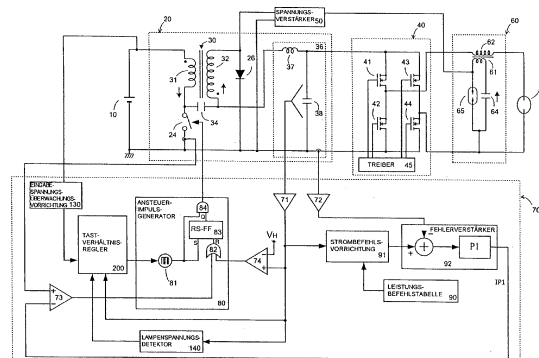 20
SPANNUNGS-
VERSTÄRKER
50
60
30
36
40
62
37
41
43
61
31
32
26
10
34
38
42
44
65
64
24
TREIBER
45
EINGABE-
SPANNUNGS-
ÜBERWACHUNGS-
VORRICHTUNG 130
70
ANSTEUER-
IMPULS-
GENERATOR
84
71
72
Q
RS-FF
83
S
R
VH
FEHLERVERSTÄRKER
TAST-
VERHÄLTNIS-
REGLER
200
82
74
STROMBEFEHLS-
VORRICHTUNG
91
PI
92
81
80
73
LEISTUNGS-
BEFEHLSTABELLE
90
IP1
LAMPENSPANNUNGS-
DETEKTOR
140